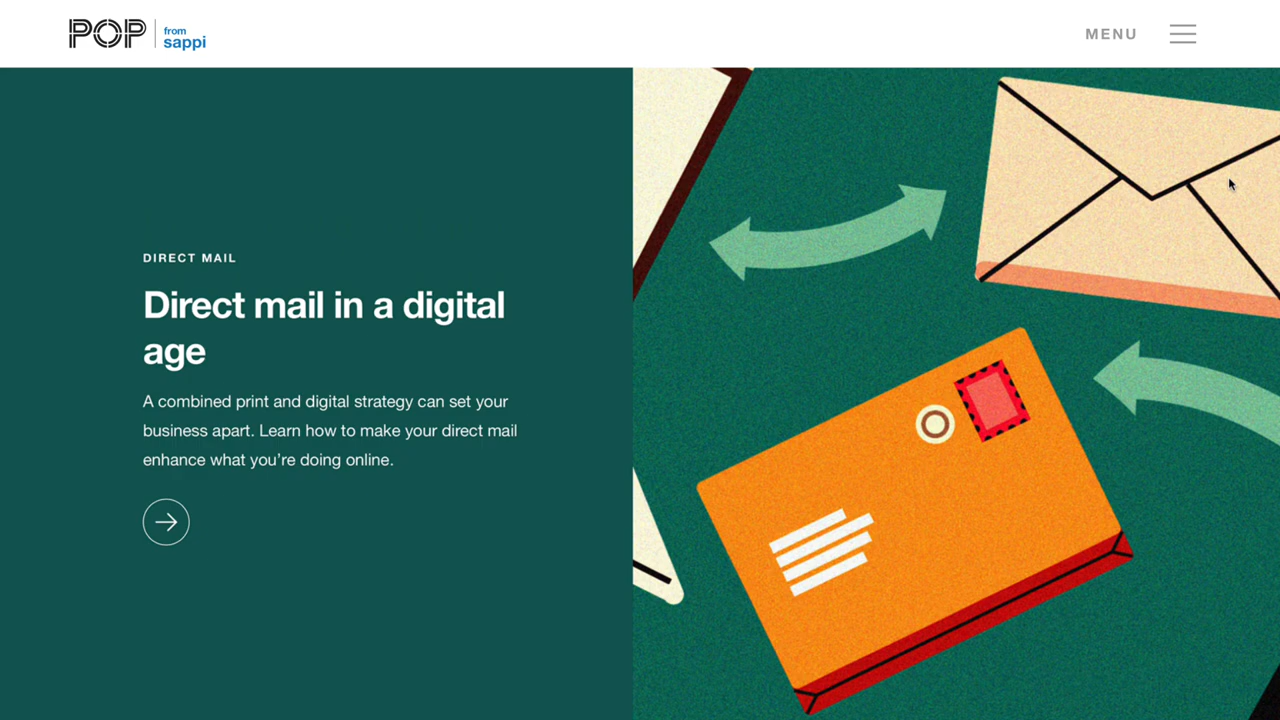 POP
from
sappi
MENU
DIRECT MAIL
Direct mail in a digital
age
A combined print and digital strategy can set your
business apart. Learn how to make your direct mail
enhance what you're doing online.